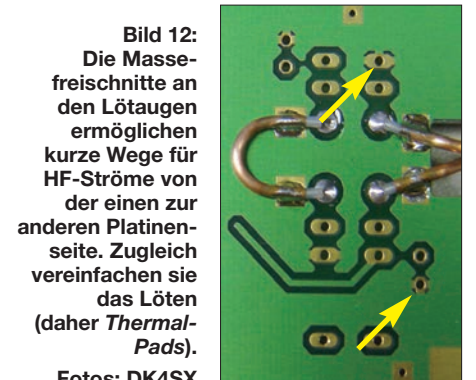 Bild 12:
Die Masse-
freischnitte an
den Lötaugen
ermöglichen
kurze Wege für
HF-Ströme von
der einen zur
anderen Platinen-
seite. Zugleich
vereinfachen sie
das Löten
(daher Thermal-
Pads).
Fotos: DK4SX